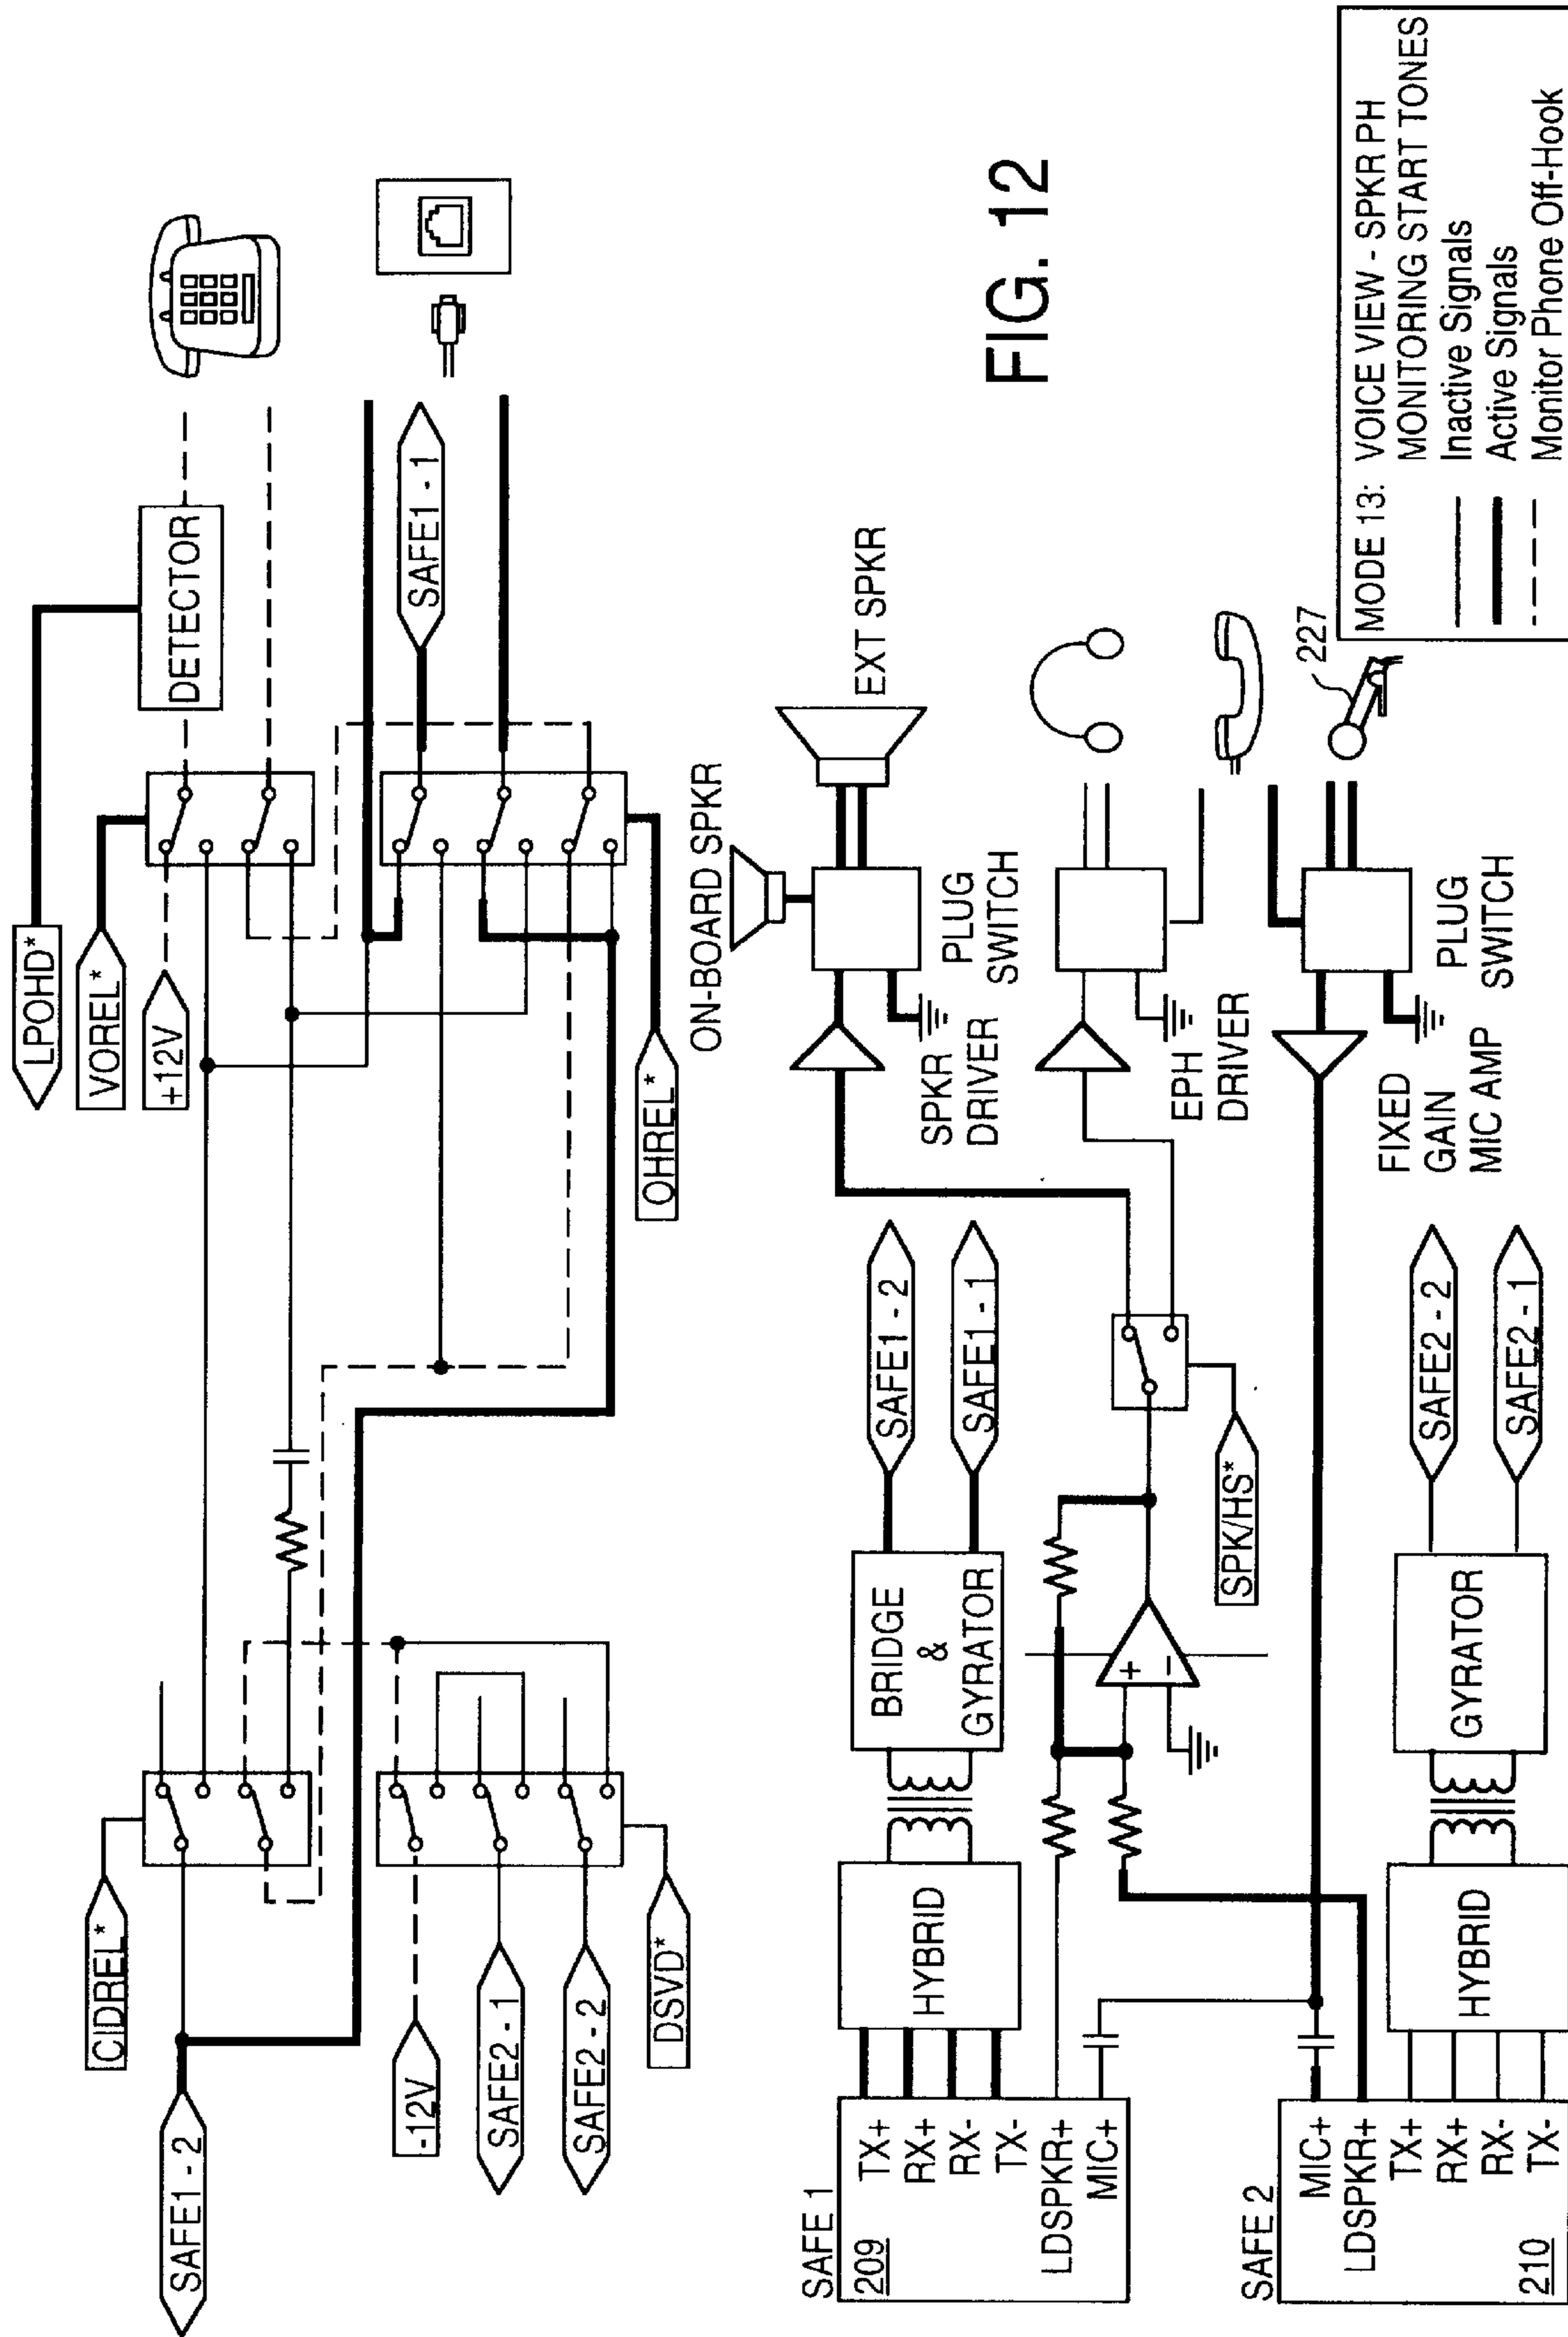 LPOHD*
VOREL*
+12V
DETECTOR
SAFE1 - 1
OHREL*
CIDREL*
SAFE1 - 2
-12V
SAFE2 - 1
SAFE2 - 2
DSVD*
ON-BOARD SPKR
EXT SPKR
SPKR
DRIVER
PLUG
SWITCH
EPH
DRIVER
FIXED
GAIN
MIC AMP
PLUG
SWITCH
227
SAFE 1
209
TX+
RX+
RX-
TX-
LDSPKR+
MIC+
HYBRID
BRIDGE
&
GYRATOR
SAFE1 - 2
SAFE1 - 1
+
−
SPK/HS*
SAFE 2
210
MIC+
LDSPKR+
TX+
RX+
RX-
TX-
HYBRID
GYRATOR
SAFE2 - 2
SAFE2 - 1
FIG. 12
MODE 13: VOICE VIEW - SPKR PH
MONITORING START TONES
Inactive Signals
Active Signals
Monitor Phone Off-Hook